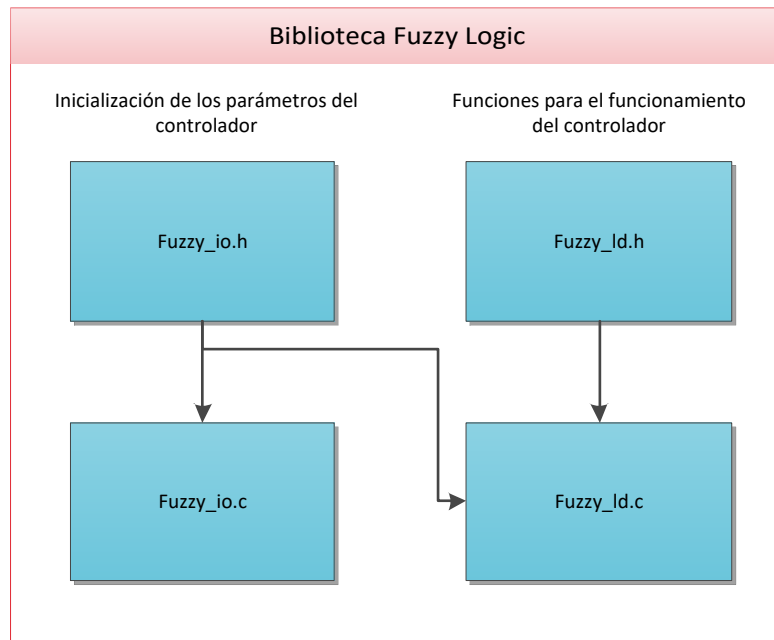 Biblioteca Fuzzy Logic
Inicialización de los parámetros del
controlador
Funciones para el funcionamiento
del controlador
Fuzzy_io.h
Fuzzy_ld.h
Fuzzy_io.c
Fuzzy_ld.c